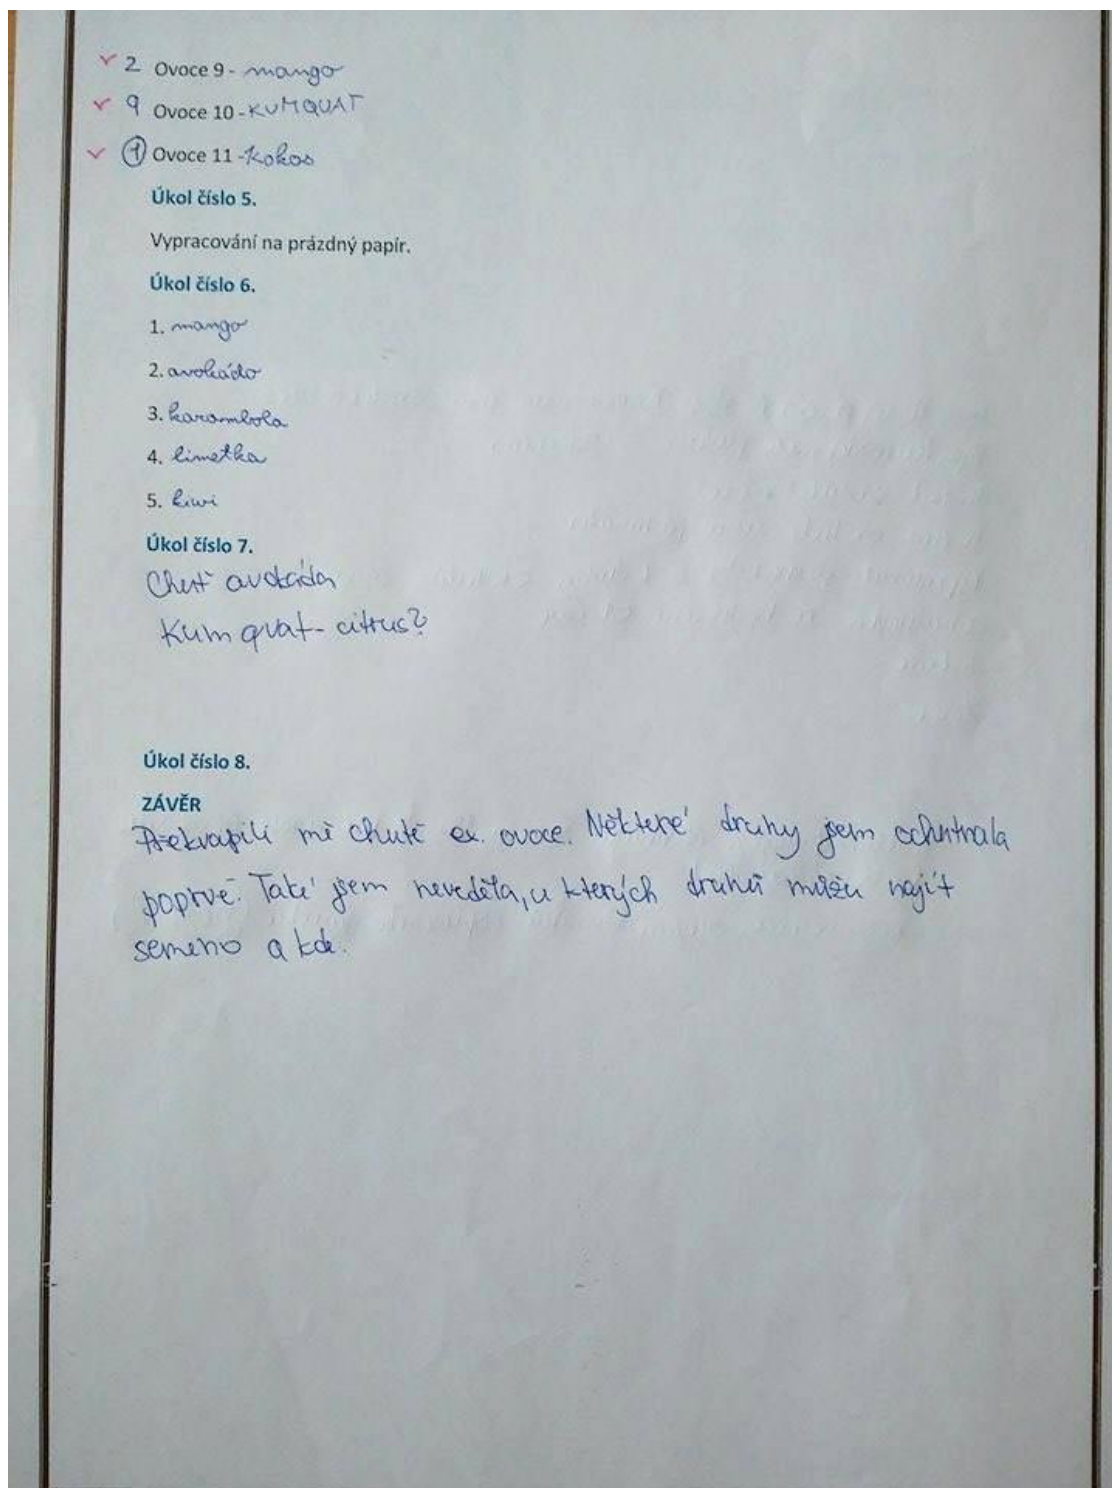 2 Ovoce 9 - mango
9 Ovoce 10 - KUMQUAT
1 Ovoce 11 - Kokos
Úkol číslo 5.
Vypracování na prázdný papír.
Úkol číslo 6.
1. mango
2. avokádo
3. karambola
4. limetka
5. kiwi
Úkol číslo 7.
Chuť avokáda
Kumquat - citrus?
Úkol číslo 8.
ZÁVĚR
Překvapili mě chutě ex. ovoce. Některé druhy jsem ochutnala
poprvé. Také jsem nevěděla, u kterých druhů můžu najít
semeno a kde.